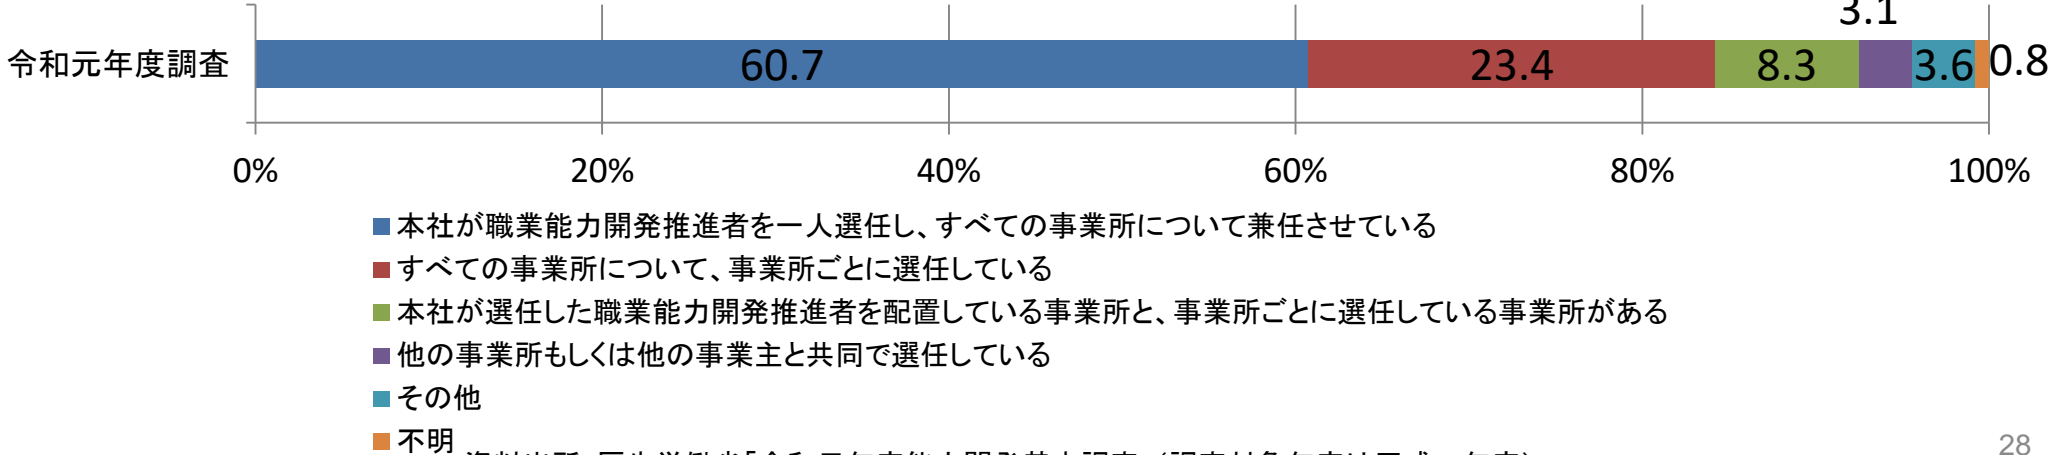 3.1
令和元年度調査
60.7
23.4
8.3
3.6
0.8
0%
20%
40%
60%
80%
100%
本社が職業能力開発推進者を一人選任し、すべての事業所について兼任させている
すべての事業所について、事業所ごとに選任している
本社が選任した職業能力開発推進者を配置している事業所と、事業所ごとに選任している事業所がある
他の事業所もしくは他の事業主と共同で選任している
その他
不明
28